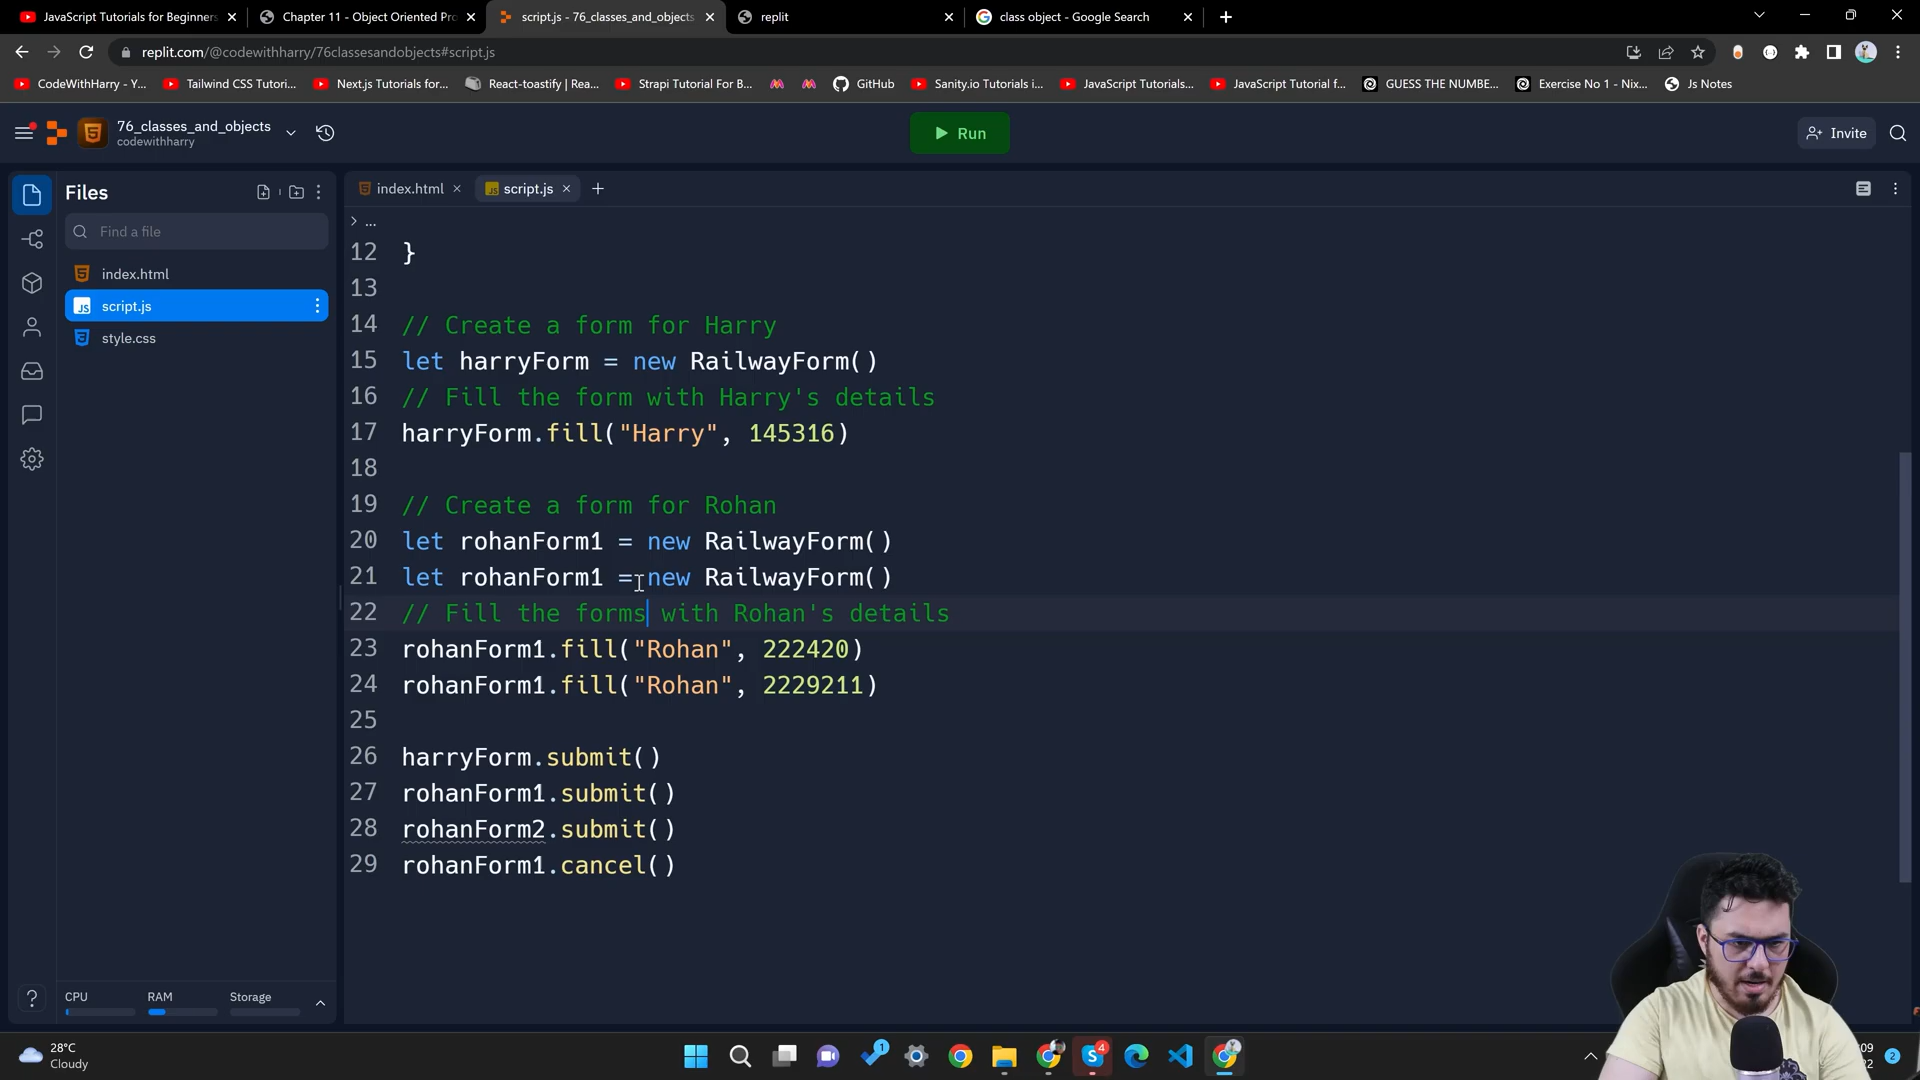 JavaScript Tutorials for Beginners
Chapter 11 - Object Oriented Pro
script.js - 76_classes_and_objects
replit
class object - Google Search
replit.com/@codewithharry/76classesandobjects#script.js
CodeWithHarry - Y...
Tailwind CSS Tutori...
Next.js Tutorials for...
React-toastify | Rea...
Strapi Tutorial For B...
GitHub
Sanity.io Tutorials i...
JavaScript Tutorials...
JavaScript Tutorial f...
GUESS THE NUMBE...
Exercise No 1 - Nix...
Js Notes
76_classes_and_objects
codewithharry
Run
Invite
Files
Find a file
index.html
script.js
style.css
index.html
script.js
> ...
12 }
13
14 // Create a form for Harry
15 let harryForm = new RailwayForm()
16 // Fill the form with Harry's details
17 harryForm.fill("Harry", 145316)
18
19 // Create a form for Rohan
20 let rohanForm1 = new RailwayForm()
21 let rohanForm1 = new RailwayForm()
22 // Fill the forms with Rohan's details
23 rohanForm1.fill("Rohan", 222420)
24 rohanForm1.fill("Rohan", 2229211)
25
26 harryForm.submit()
27 rohanForm1.submit()
28 rohanForm2.submit()
29 rohanForm1.cancel()
CPU
RAM
Storage
28°C
Cloudy
1
4
09
22
2